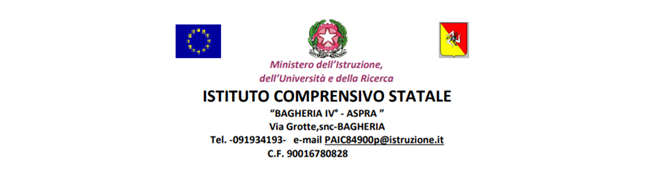 Ministero dell'Istruzione,
dell'Università e della Ricerca
ISTITUTO COMPRENSIVO STATALE
“BAGHERIA IV° - ASPRA ”
Via Grotte,snc-BAGHERIA
Tel. -091934193- e-mail PAIC84900p@istruzione.it
C.F. 90016780828